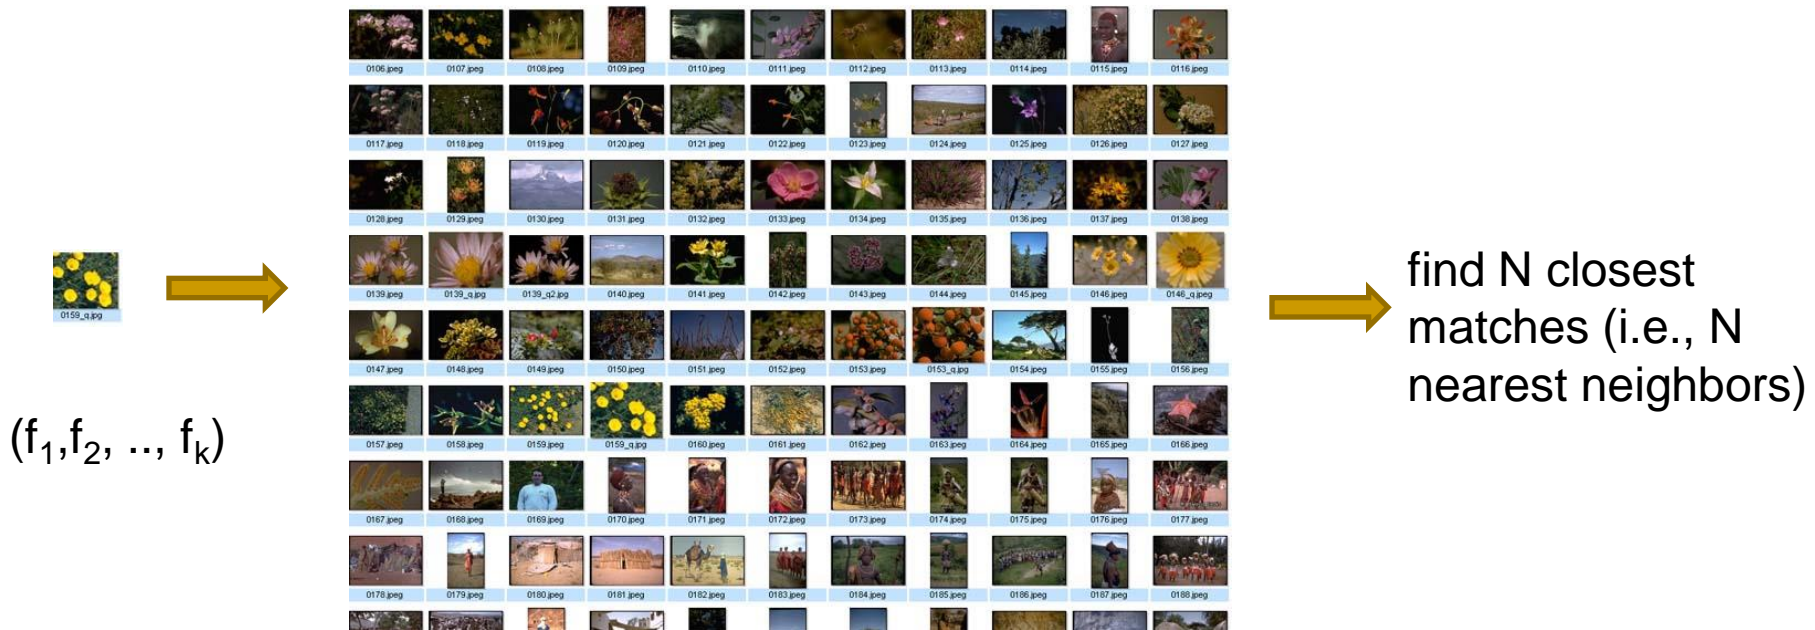 0106.jpeg 0107.jpeg 0108.jpeg 0109.jpeg 0110.jpeg 0111.jpeg 0112.jpeg 0113.jpeg 0114.jpeg 0115.jpeg 0116.jpeg
0117.jpeg 0118.jpeg 0119.jpeg 0120.jpeg 0121.jpeg 0122.jpeg 0123.jpeg 0124.jpeg 0125.jpeg 0126.jpeg 0127.jpeg
0128.jpeg 0129.jpeg 0130.jpeg 0131.jpeg 0132.jpeg 0133.jpeg 0134.jpeg 0135.jpeg 0136.jpeg 0137.jpeg 0138.jpeg
0139.jpeg 0139_q.jpg 0139_q2.jpg 0140.jpeg 0141.jpeg 0142.jpeg 0143.jpeg 0144.jpeg 0145.jpeg 0146.jpeg 0146_q.jpeg
0147.jpeg 0148.jpeg 0149.jpeg 0150.jpeg 0151.jpeg 0152.jpeg 0153.jpeg 0153_q.jpg 0154.jpeg 0155.jpeg 0156.jpeg
0157.jpeg 0158.jpeg 0159.jpeg 0159_q.jpg 0160.jpeg 0161.jpeg 0162.jpeg 0163.jpeg 0164.jpeg 0165.jpeg 0166.jpeg
0167.jpeg 0168.jpeg 0169.jpeg 0170.jpeg 0171.jpeg 0172.jpeg 0173.jpeg 0174.jpeg 0175.jpeg 0176.jpeg 0177.jpeg
0178.jpeg 0179.jpeg 0180.jpeg 0181.jpeg 0182.jpeg 0183.jpeg 0184.jpeg 0185.jpeg 0186.jpeg 0187.jpeg 0188.jpeg
0159_q.jpg
(f₁,f₂, .., fₖ)
find N closest
matches (i.e., N
nearest neighbors)